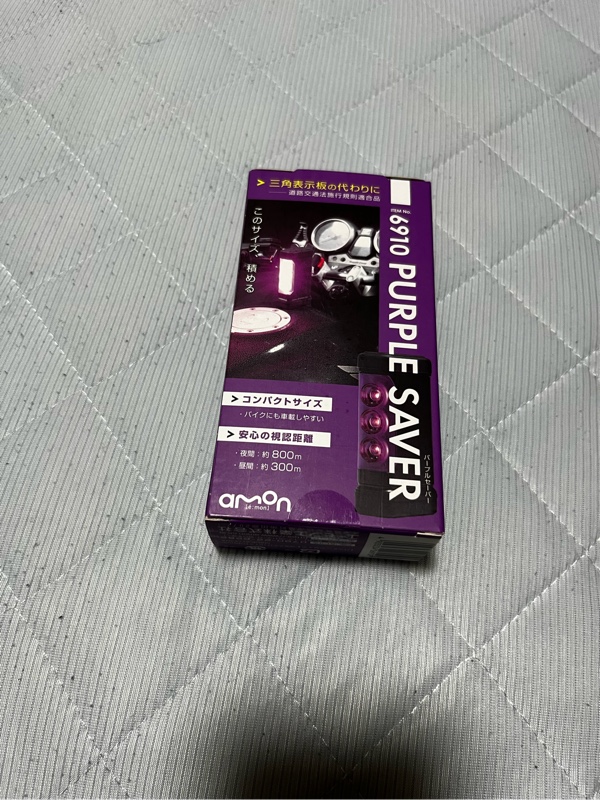 > 三角表示板の代わりに
道路交通法施行規則適合品
このサイズ、積める
ITEM No.
6910 PURPLE SAVER
パープルセーバー
> コンパクトサイズ
・バイクにも車載しやすい
> 安心の視認距離
・夜間：約800m
・昼間：約300m
amon
[é:mon]